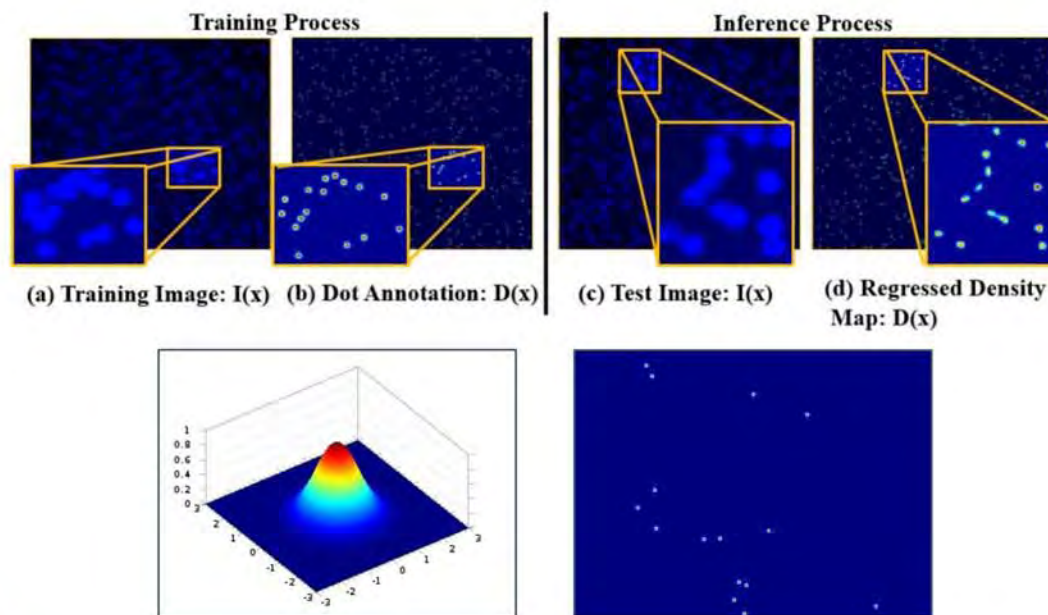 Training Process
Inference Process
(a) Training Image: I(x)
(b) Dot Annotation: D(x)
(c) Test Image: I(x)
(d) Regressed Density
Map: D(x)
1
0.8
0.6
0.4
0.2
0
3
2
1
0
-1
-2
-3
-3
-2
-1
0
1
2
3